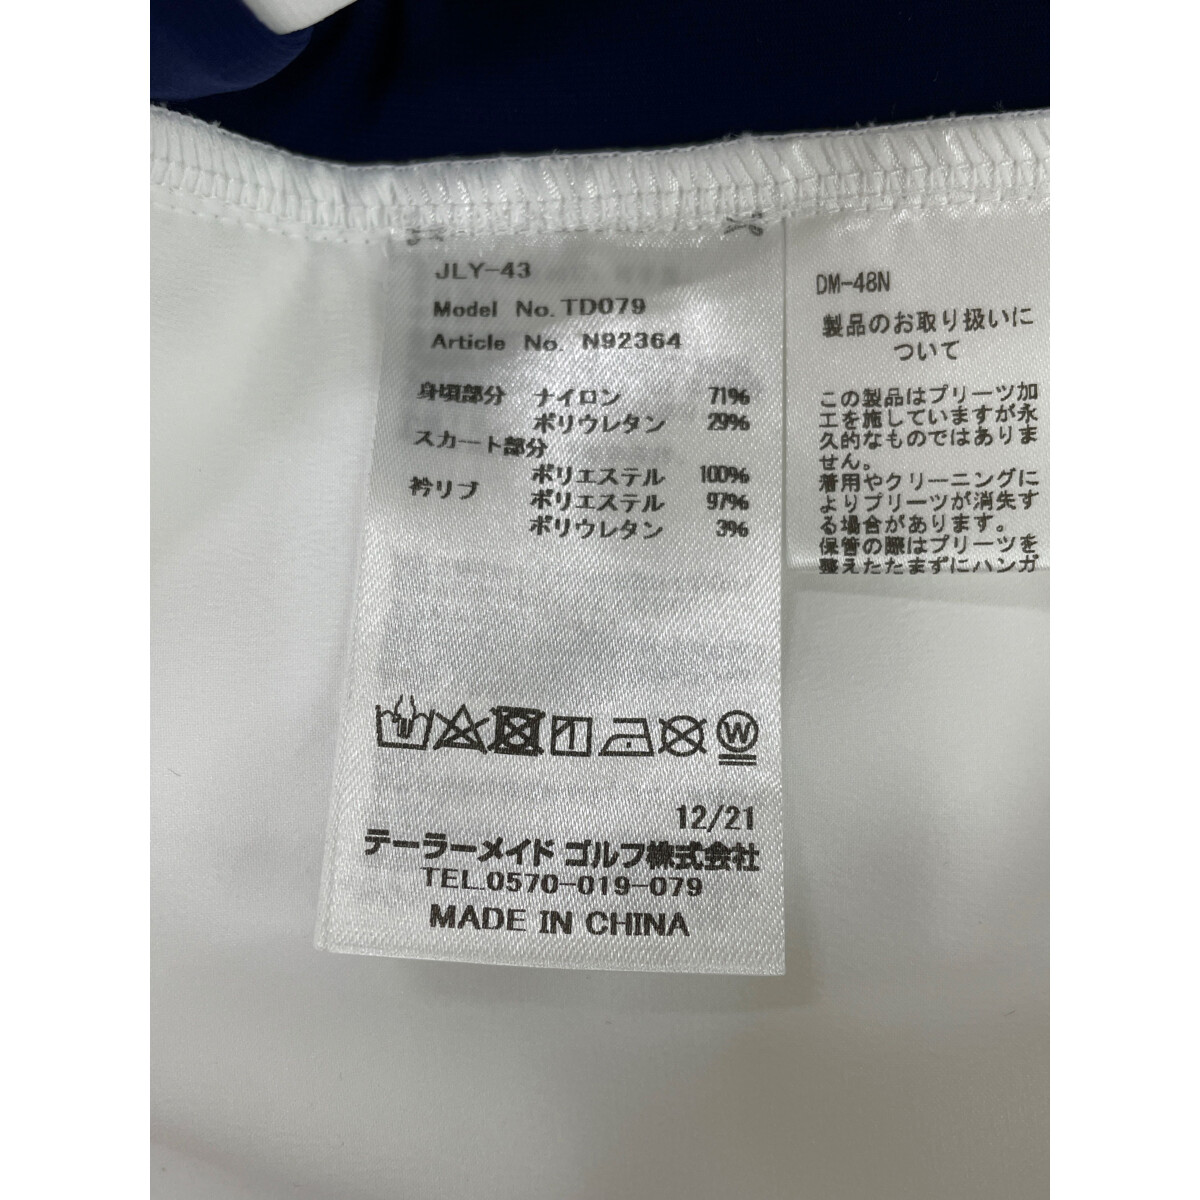 JLY-43
Model No. TD079
Article No. N92364
身頃部分 ナイロン 71%
ポリウレタン 29%
スカート部分
ポリエステル 100%
衿リブ ポリエステル 97%
ポリウレタン 3%
W
12/21
テーラーメイド ゴルフ株式会社
TEL.0570-019-079
MADE IN CHINA
DM-48N
製品のお取り扱いに
ついて
この製品はプリーツ加
工を施していますが永
久的なものではありま
せん。
着用やクリーニングに
よりプリーツが消失す
る場合があります。
保管の際はプリーツを
整えたたまずにハンガ